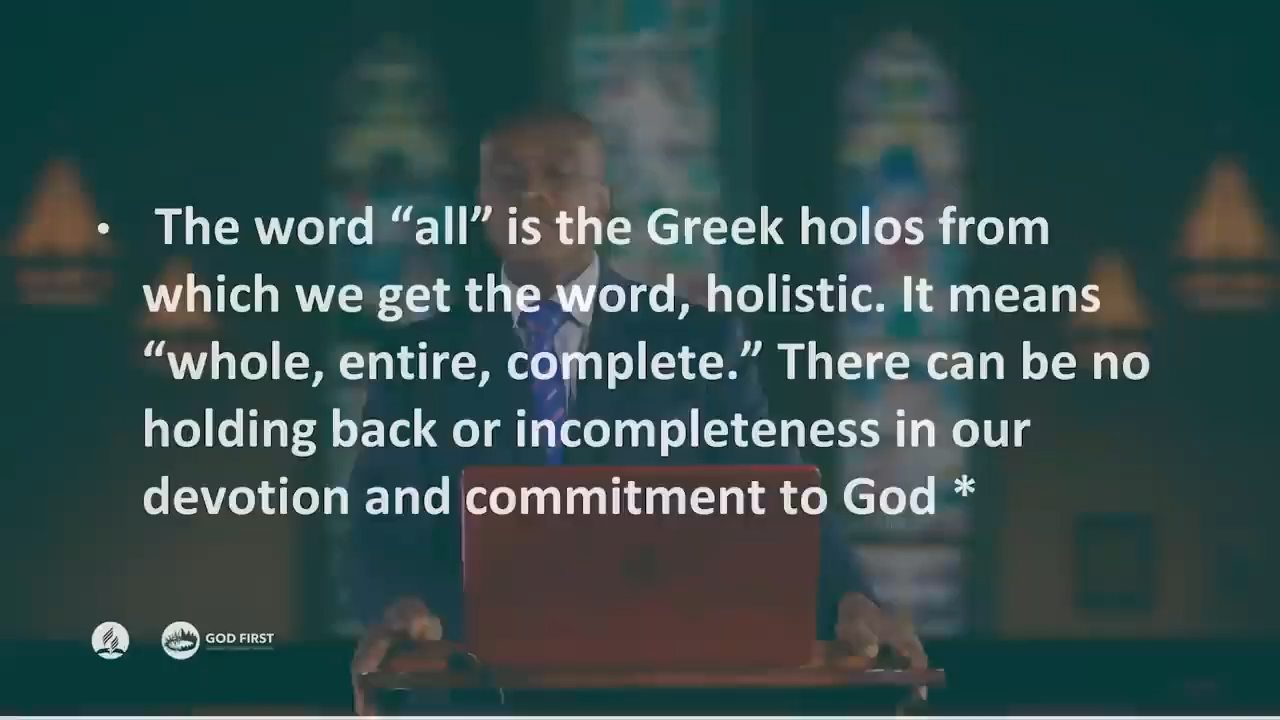 • The word “all” is the Greek holos from
which we get the word, holistic. It means
“whole, entire, complete.” There can be no
holding back or incompleteness in our
devotion and commitment to God *
GOD FIRST